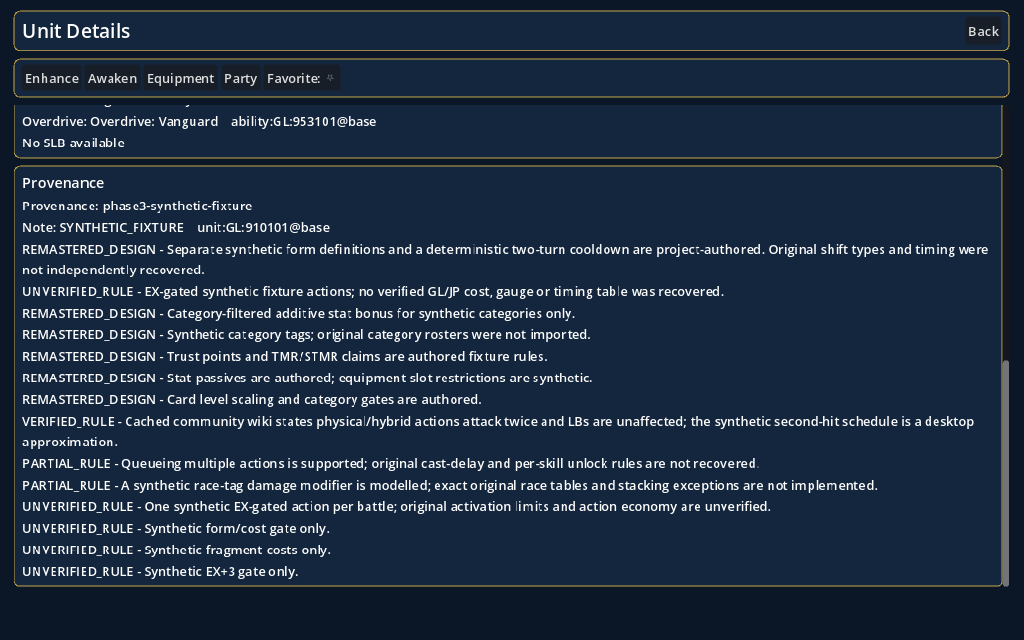 Unit Details
Back
Enhance Awaken Equipment Party Favorite: ☆
Overdrive: Overdrive: Vanguard ability:GL:953101@base
No SLB available
Provenance
Provenance: phase3-synthetic-fixture
Note: SYNTHETIC_FIXTURE unit:GL:910101@base
REMASTERED_DESIGN - Separate synthetic form definitions and a deterministic two-turn cooldown are project-authored. Original shift types and timing were
not independently recovered.
UNVERIFIED_RULE - EX-gated synthetic fixture actions; no verified GL/JP cost, gauge or timing table was recovered.
REMASTERED_DESIGN - Category-filtered additive stat bonus for synthetic categories only.
REMASTERED_DESIGN - Synthetic category tags; original category rosters were not imported.
REMASTERED_DESIGN - Trust points and TMR/STMR claims are authored fixture rules.
REMASTERED_DESIGN - Stat passives are authored; equipment slot restrictions are synthetic.
REMASTERED_DESIGN - Card level scaling and category gates are authored.
VERIFIED_RULE - Cached community wiki states physical/hybrid actions attack twice and LBs are unaffected; the synthetic second-hit schedule is a desktop
approximation.
PARTIAL_RULE - Queueing multiple actions is supported; original cast-delay and per-skill unlock rules are not recovered.
PARTIAL_RULE - A synthetic race-tag damage modifier is modelled; exact original race tables and stacking exceptions are not implemented.
UNVERIFIED_RULE - One synthetic EX-gated action per battle; original activation limits and action economy are unverified.
UNVERIFIED_RULE - Synthetic form/cost gate only.
UNVERIFIED_RULE - Synthetic fragment costs only.
UNVERIFIED_RULE - Synthetic EX+3 gate only.